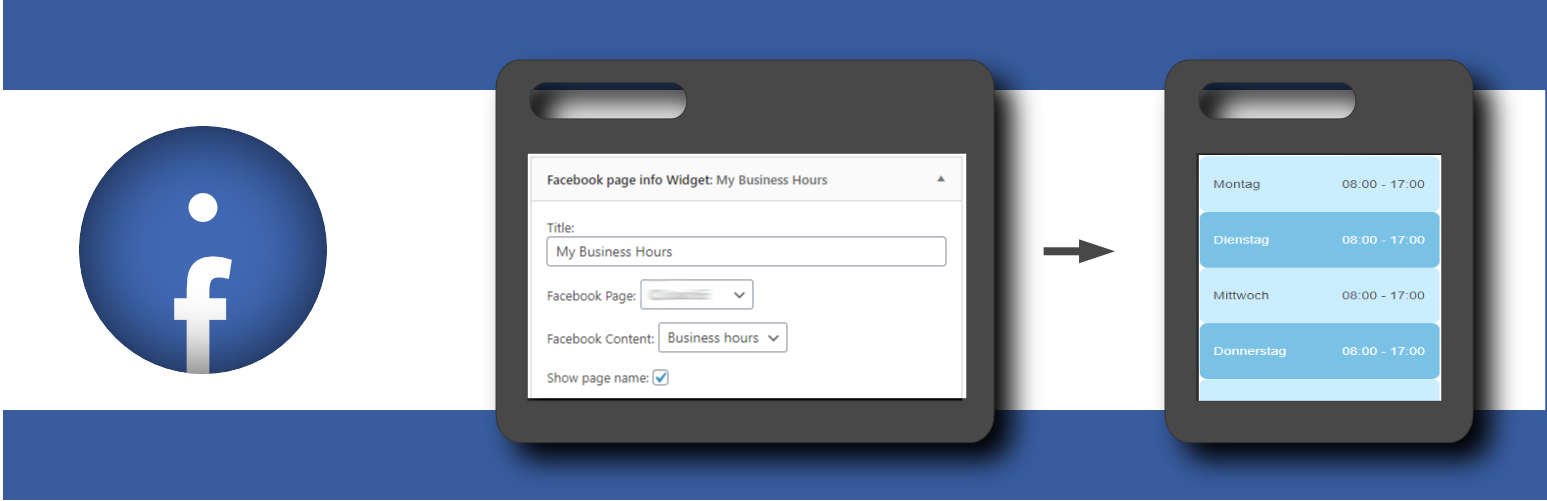 Facebook page info Widget: My Business Hours
Title:
My Business Hours
Facebook Page:
Facebook Content: Business hours
Show page name:
Montag 08:00 - 17:00
Dienstag 08:00 - 17:00
Mittwoch 08:00 - 17:00
Donnerstag 08:00 - 17:00